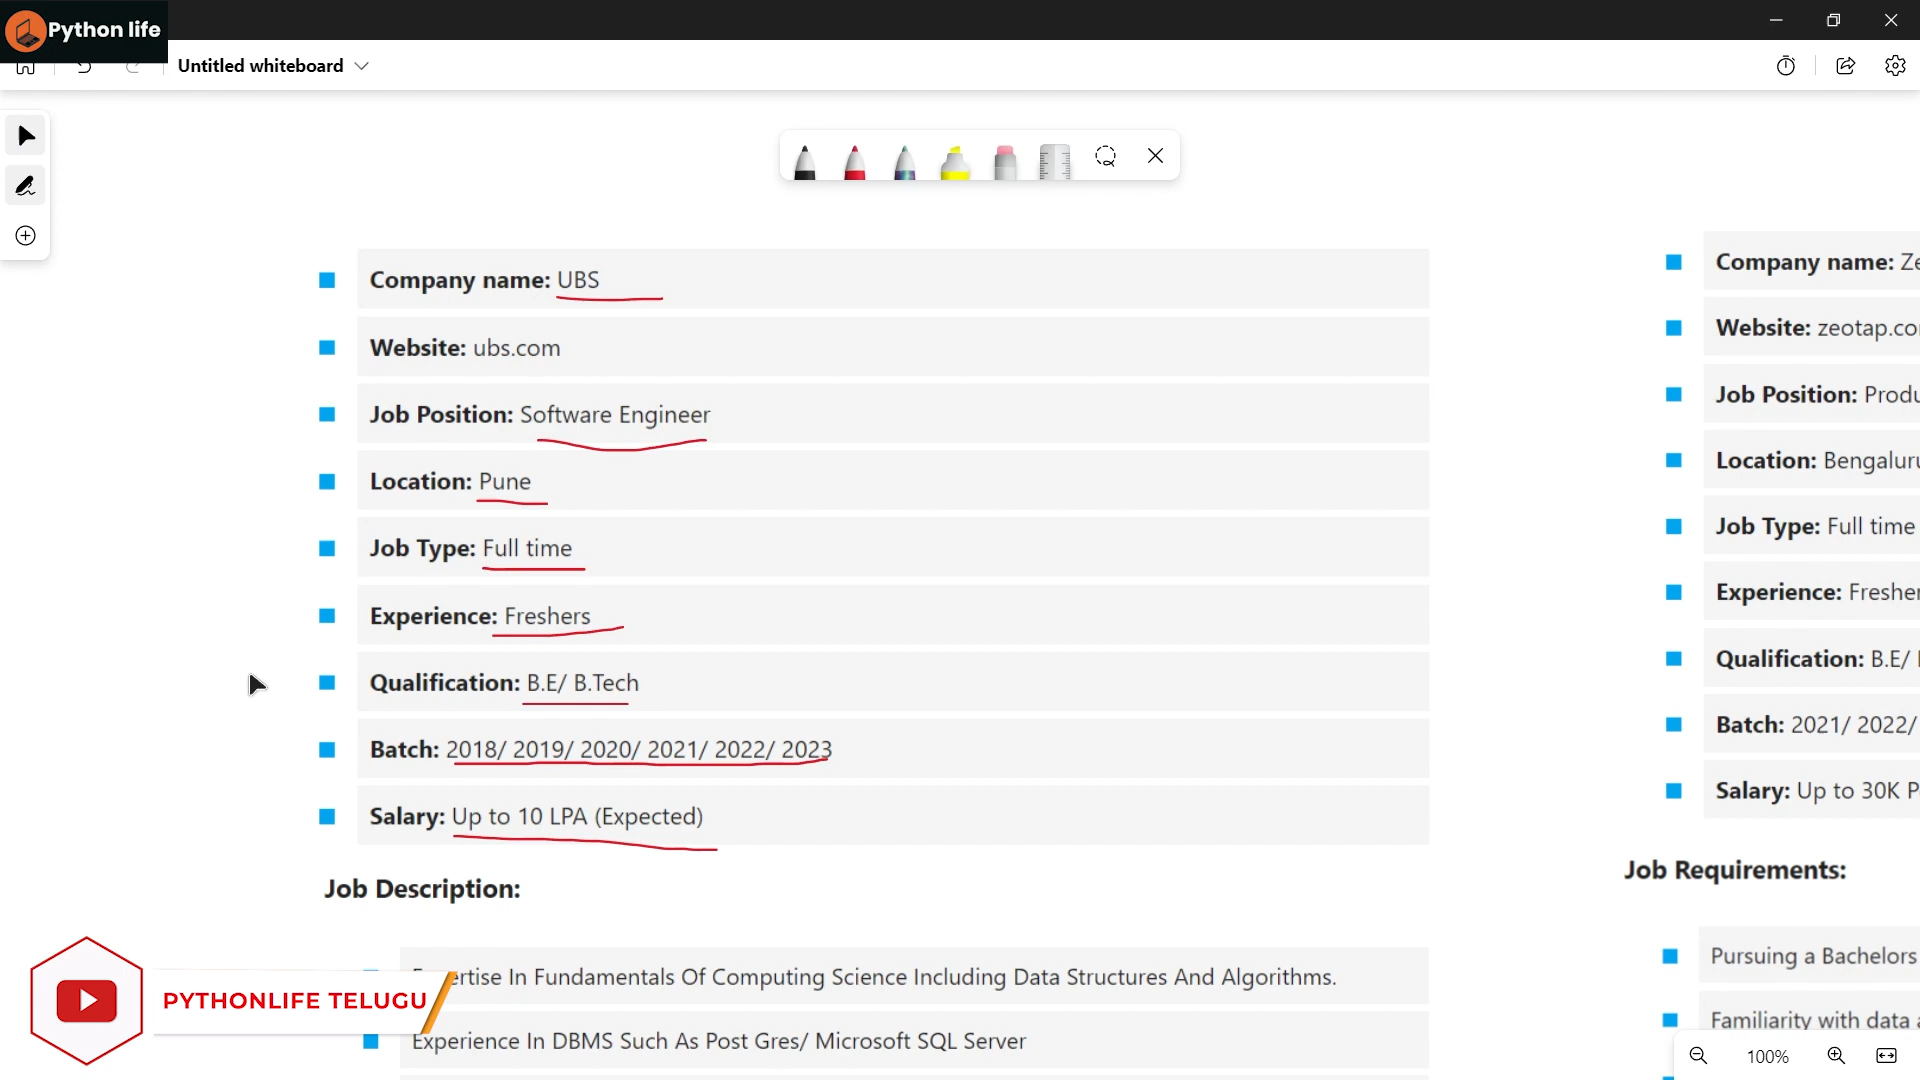 Python life
Untitled whiteboard
Company name: UBS
Website: ubs.com
Job Position: Software Engineer
Location: Pune
Job Type: Full time
Experience: Freshers
Qualification: B.E/ B.Tech
Batch: 2018/ 2019/ 2020/ 2021/ 2022/ 2023
Salary: Up to 10 LPA (Expected)
Job Description:
In Fundamentals Of Computing Science Including Data Structures And Algorithms.
Experience In DBMS Such As Post Gres/ Microsoft SQL Server
Company name:
Website:
Job Position:
Location:
Job Type: Full time
Experience:
Qualification: B.E/
Batch: 2021/ 2022/
Salary: Up to 30K
Job Requirements:
Pursuing a Bachelors
Familiarity with data
PYTHONLIFE TELUGU
100%